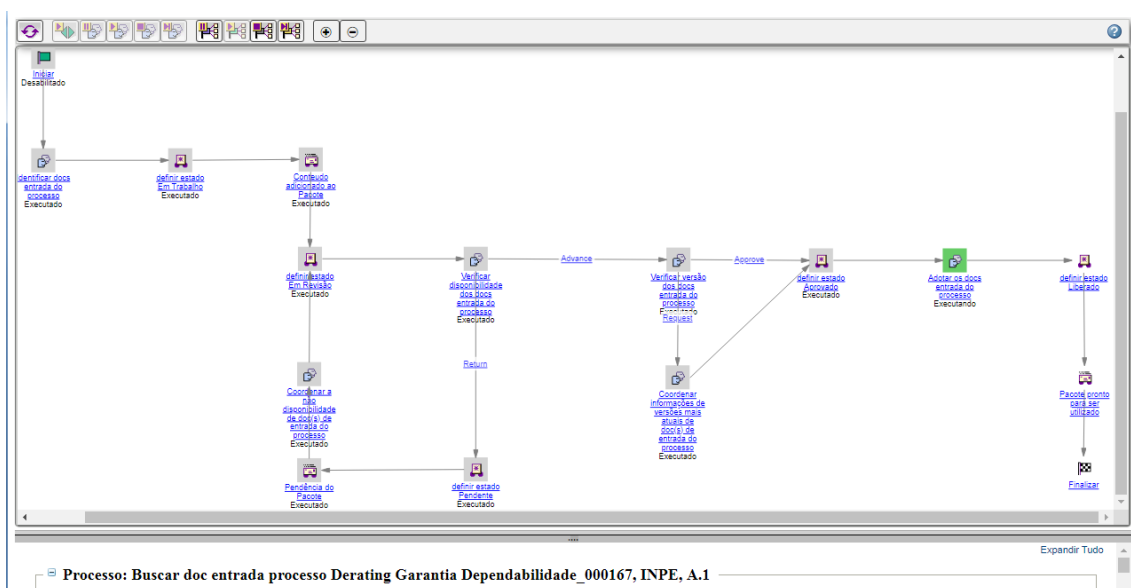 Iniciar
Desabilitado
dentificar docs
entrada do
processo
Executado
definir estado
Em Trabalho
Executado
Conteúdo
adicionado ao
Pacote
Executado
definir estado
Em Revisão
Executado
Verificar
disponibilidade
dos docs
entrada do
processo
Executado
Advance
Verificar versão
dos docs
entrada do
processo
Executado
Request
Approve
definir estado
Aprovado
Executado
Adotar os docs
entrada do
processo
Executando
definir estado
Liberado
Return
Coordenar a
não
disponibilidade
de doc(s) de
entrada do
processo
Executado
Coordenar
informações de
versões mais
atuais de
doc(s) de
entrada do
processo
Executado
Pacote pronto
para ser
utilizado
Pendência do
Pacote
Executado
definir estado
Pendente
Executado
Finalizar
Expandir Tudo
Processo: Buscar doc entrada processo Derating Garantia Dependabilidade_000167, INPE, A.1